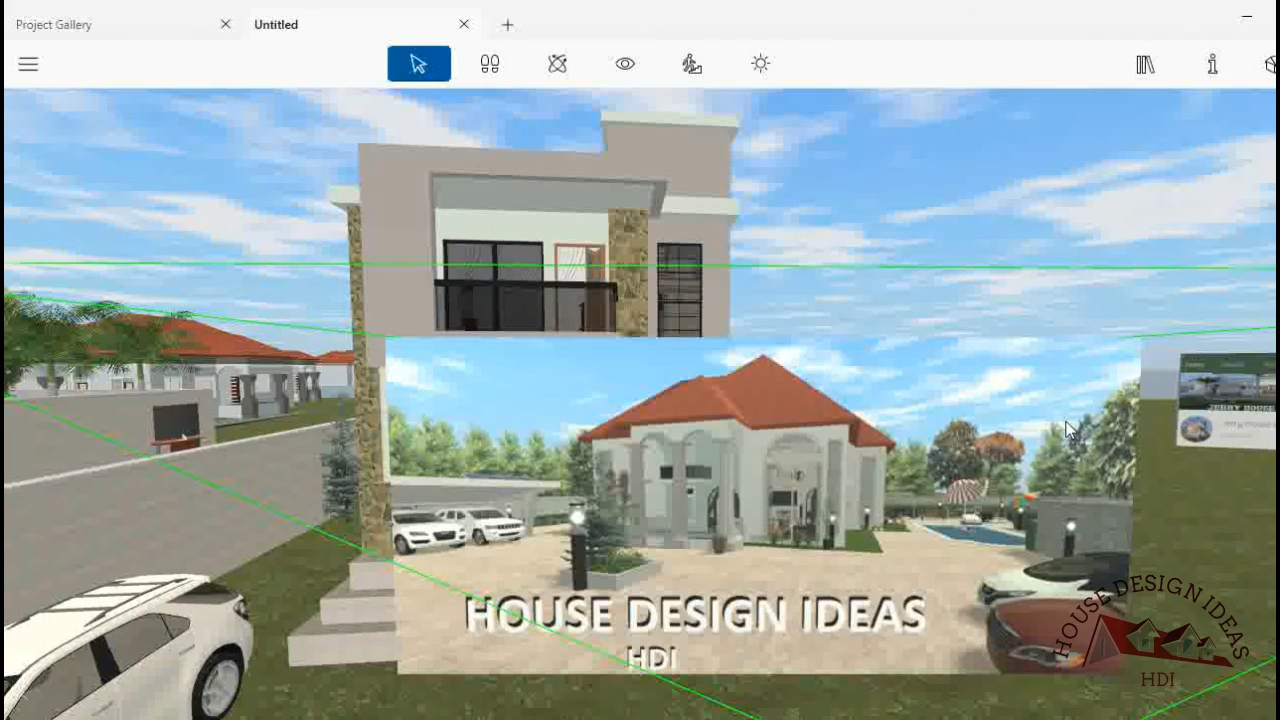 Project Gallery
Untitled
HOUSE DESIGN IDEAS
HDI
HOUSE DESIGN IDEAS
HDI